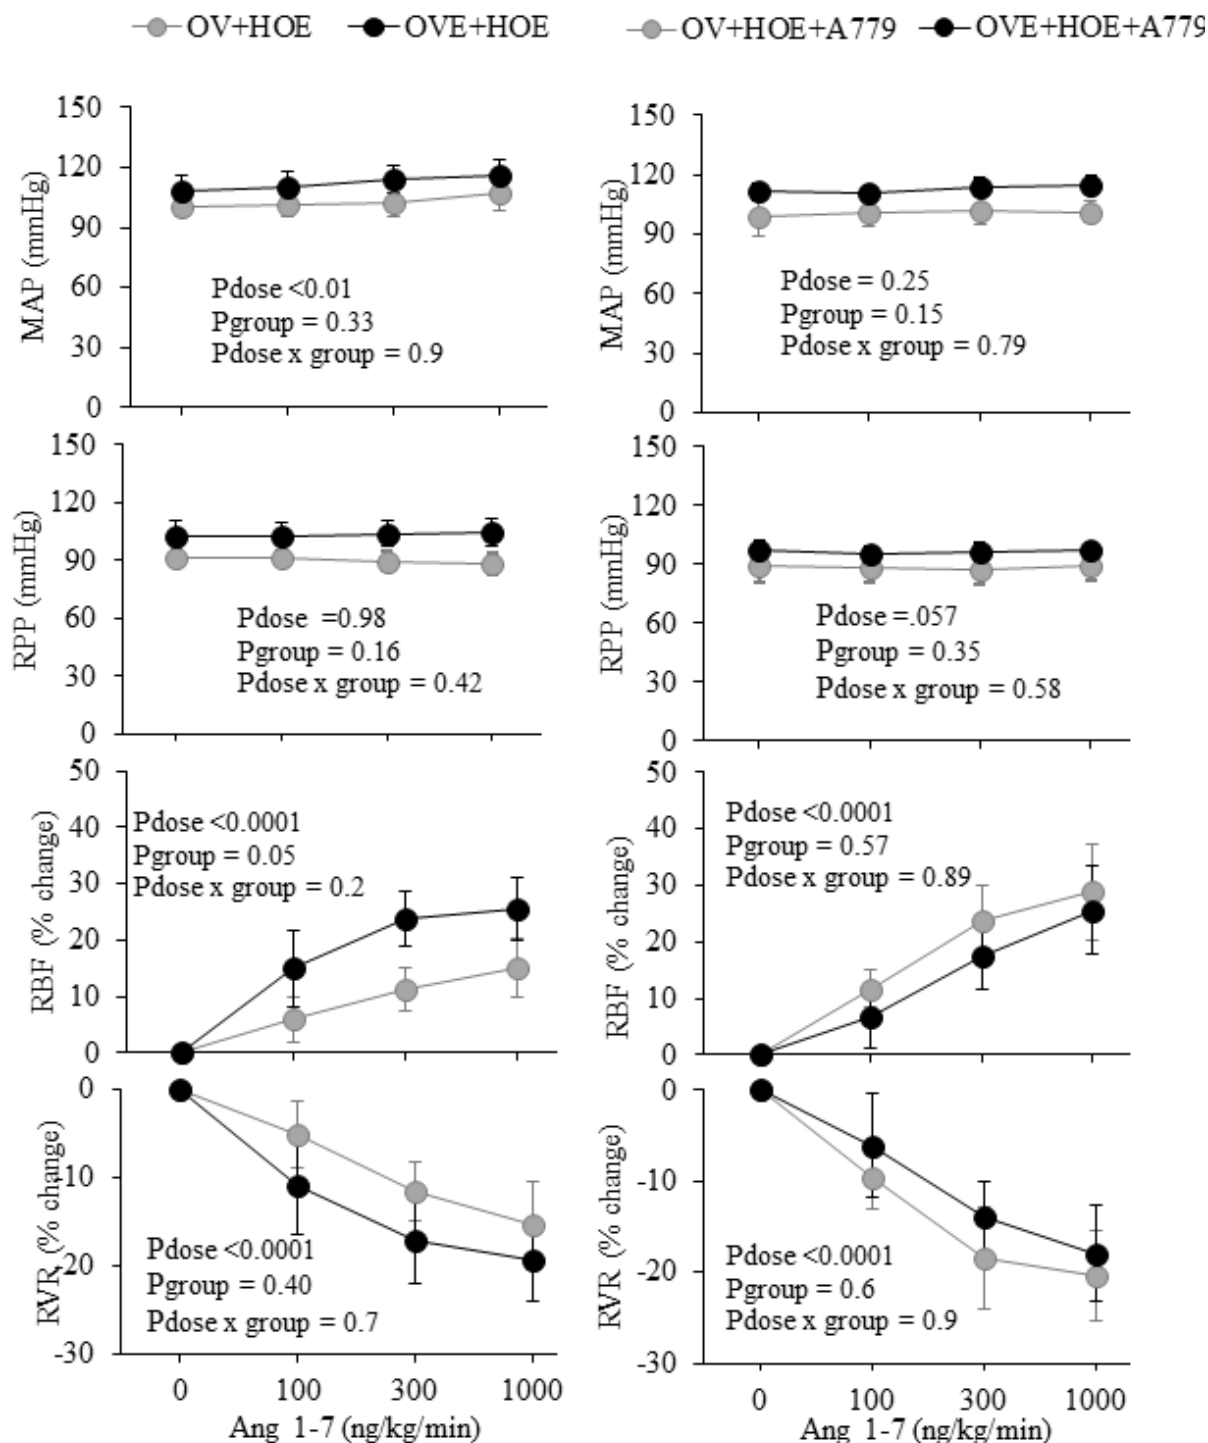 OV+HOE OVE+HOE OV+HOE+A779 OVE+HOE+A779
150
120
90
60
30
0
MAP (mmHg)
Pdose <0.01
Pgroup = 0.33
Pdose x group = 0.9
150
120
90
60
30
0
MAP (mmHg)
Pdose = 0.25
Pgroup = 0.15
Pdose x group = 0.79
150
120
90
60
30
0
RPP (mmHg)
Pdose =0.98
Pgroup = 0.16
Pdose x group = 0.42
150
120
90
60
30
0
RPP (mmHg)
Pdose =.057
Pgroup = 0.35
Pdose x group = 0.58
50
40
30
20
10
0
RBF (% change)
Pdose <0.0001
Pgroup = 0.05
Pdose x group = 0.2
50
40
30
20
10
0
RBF (% change)
Pdose <0.0001
Pgroup = 0.57
Pdose x group = 0.89
0
-10
-20
-30
RVR (% change)
Pdose <0.0001
Pgroup = 0.40
Pdose x group = 0.7
0 100 300 1000
Ang 1-7 (ng/kg/min)
0
-10
-20
-30
RVR (% change)
Pdose <0.0001
Pgroup = 0.6
Pdose x group = 0.9
0 100 300 1000
Ang 1-7 (ng/kg/min)